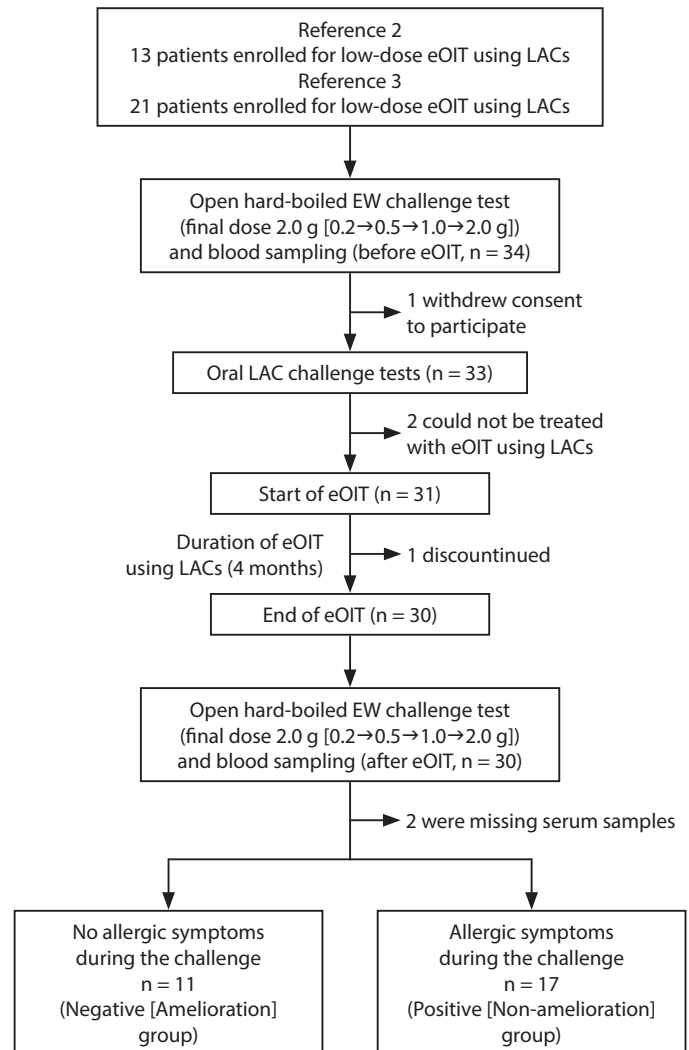 Reference 2
13 patients enrolled for low-dose eOIT using LACs
Reference 3
21 patients enrolled for low-dose eOIT using LACs
Open hard-boiled EW challenge test
(final dose 2.0 g [0.2→0.5→1.0→2.0 g])
and blood sampling (before eOIT, n = 34)
1 withdrew consent
to participate
Oral LAC challenge tests (n = 33)
2 could not be treated
with eOIT using LACs
Start of eOIT (n = 31)
Duration of eOIT
using LACs (4 months)
1 discountinued
End of eOIT (n = 30)
Open hard-boiled EW challenge test
(final dose 2.0 g [0.2→0.5→1.0→2.0 g])
and blood sampling (after eOIT, n = 30)
2 were missing serum samples
No allergic symptoms
during the challenge
n = 11
(Negative [Amelioration]
group)
Allergic symptoms
during the challenge
n = 17
(Positive [Non-amelioration]
group)